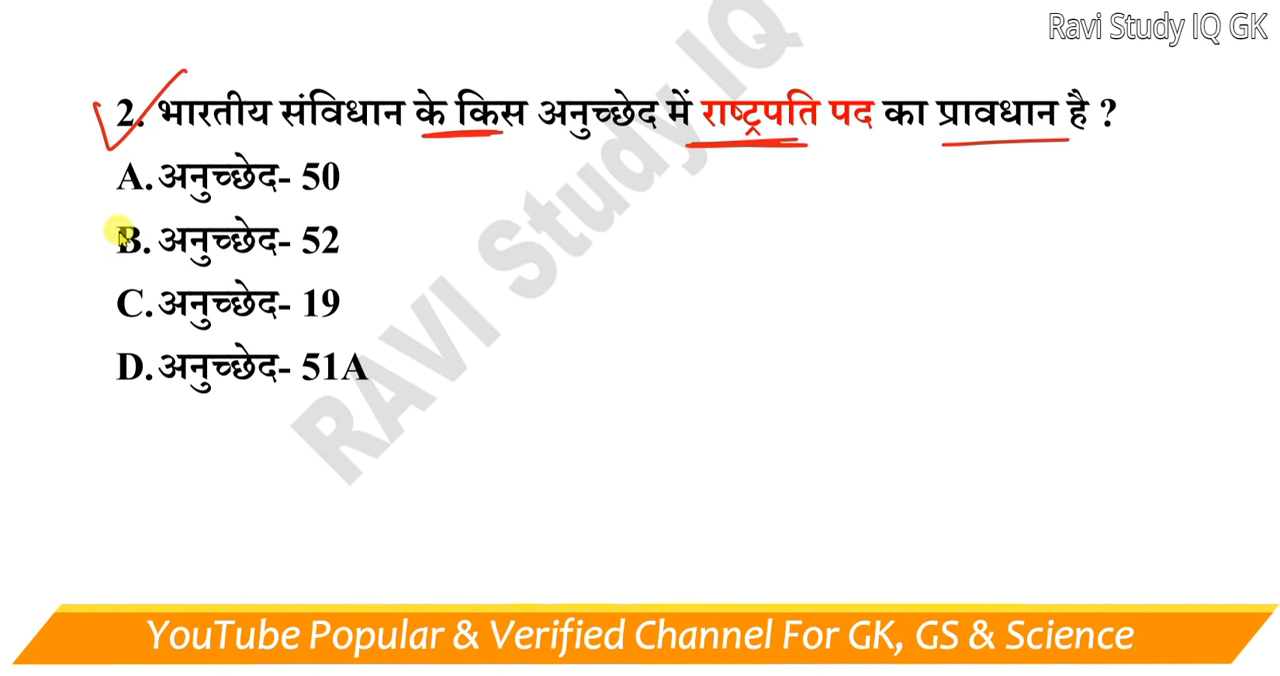 Ravi Study IQ GK
2. भारतीय संविधान के किस अनुच्छेद में राष्ट्रपति पद का प्रावधान है ?
A. अनुच्छेद- 50
B. अनुच्छेद- 52
C. अनुच्छेद- 19
D. अनुच्छेद- 51A
RAVI Study IQ
YouTube Popular & Verified Channel For GK, GS & Science